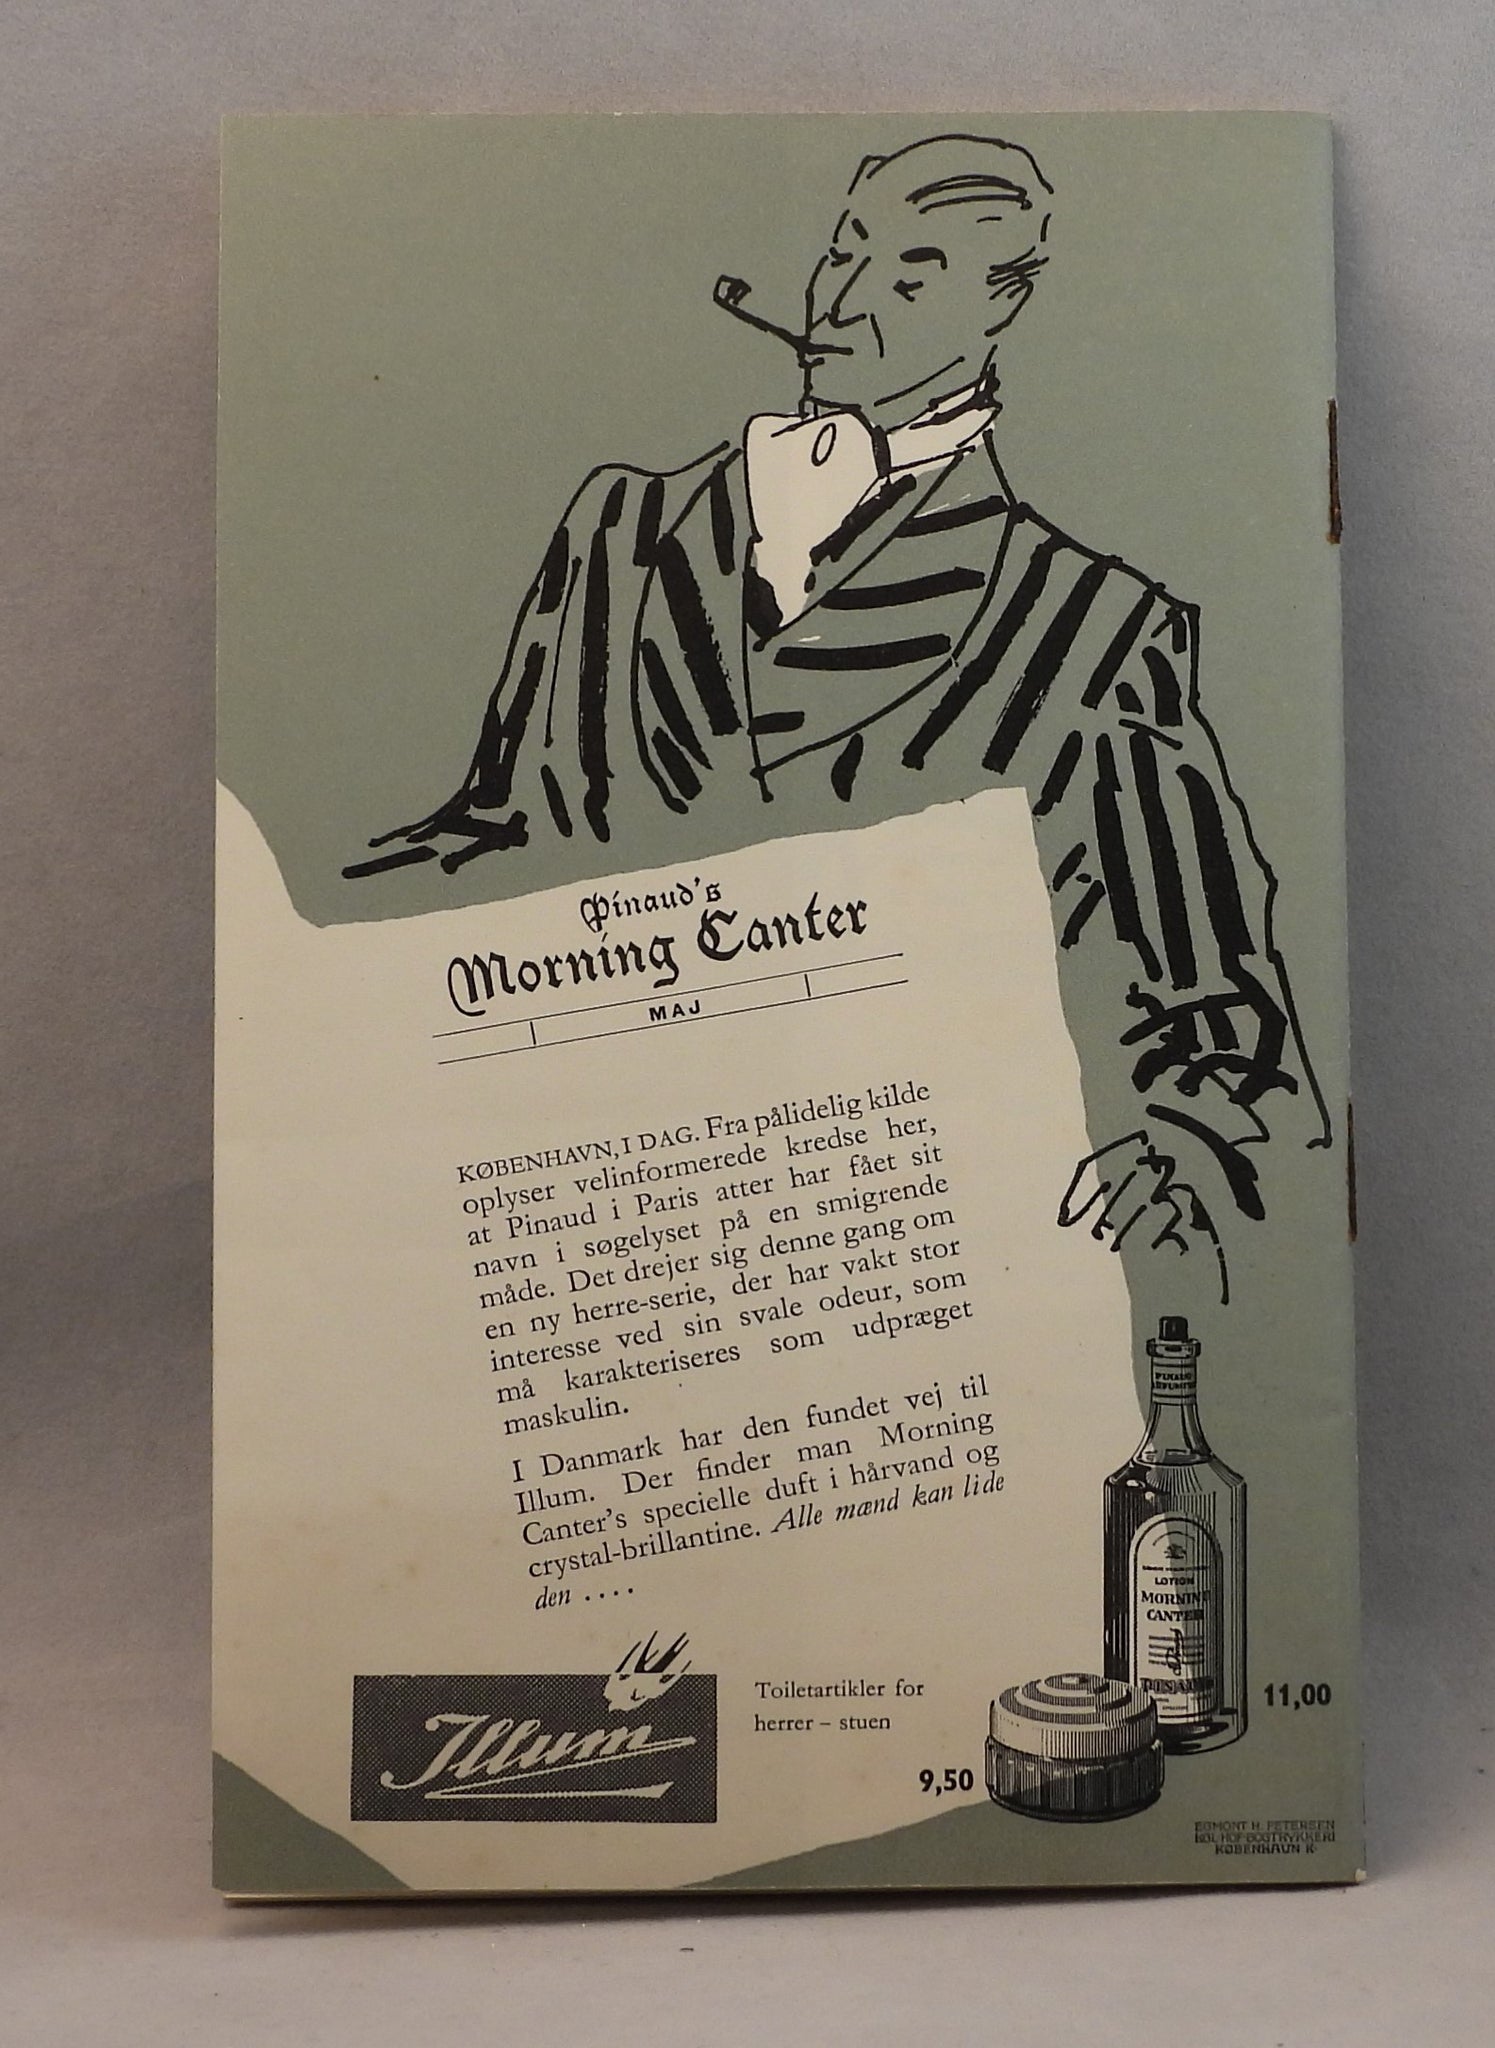 Pinaud's
Morning Canter
MAJ
KØBENHAVN, I DAG. Fra pålidelig kilde
oplyser velinformerede kredse her,
at Pinaud i Paris atter har fået sit
navn i søgelyset på en smigrende
måde. Det drejer sig denne gang om
en ny herre-serie, der har vakt stor
interesse ved sin svale odeur, som
må karakteriseres som udpræget
maskulin.
I Danmark har den fundet vej til
Illum. Der finder man Morning
Canter's specielle duft i hårvand og
crystal-brillantine. Alle mænd kan lide
den ....
LOTION
MORNING
CANTER
PINAUD
Illum
Toiletartikler for
herrer – stuen
9,50
11,00
EGMONT H. PETERSEN
KGL. HOF-BOGTRYKKERI
KØBENHAVN K.